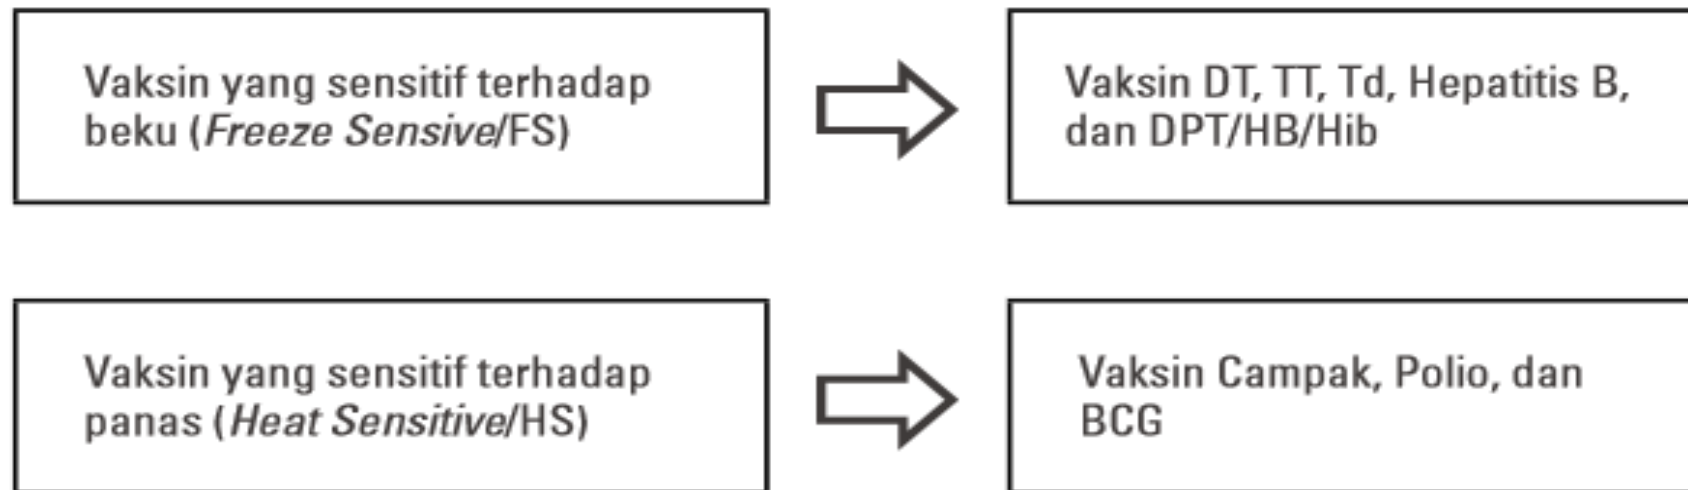 Vaksin yang sensitif terhadap
beku (Freeze Sensive/FS)
Vaksin DT, TT, Td, Hepatitis B,
dan DPT/HB/Hib
Vaksin yang sensitif terhadap
panas (Heat Sensitive/HS)
Vaksin Campak, Polio, dan
BCG